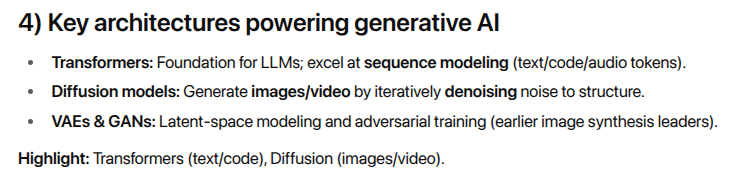 4) Key architectures powering generative AI
• Transformers: Foundation for LLMs; excel at sequence modeling (text/code/audio tokens).
• Diffusion models: Generate images/video by iteratively denoising noise to structure.
• VAEs & GANs: Latent-space modeling and adversarial training (earlier image synthesis leaders).
Highlight: Transformers (text/code), Diffusion (images/video).